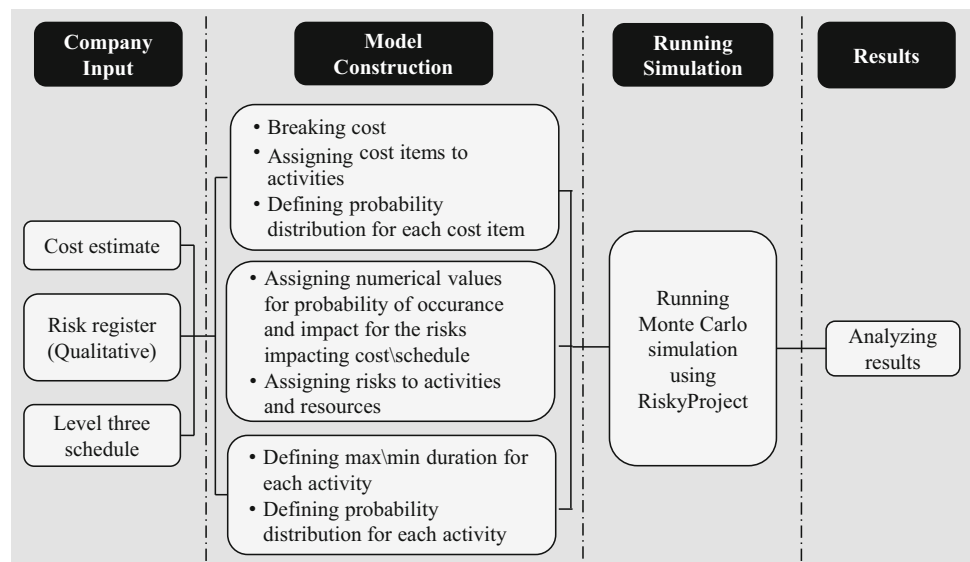 Company
Input
Model
Construction
Running
Simulation
Results
Cost estimate
Risk register
(Qualitative)
Level three
schedule
• Breaking cost
• Assigning cost items to
activities
• Defining probability
distribution for each cost item
• Assigning numerical values
for probability of occurance
and impact for the risks
impacting cost\schedule
• Assigning risks to activities
and resources
• Defining max\min duration for
each activity
• Defining probability
distribution for each activity
Running
Monte Carlo
simulation
using
RiskyProject
Analyzing
results